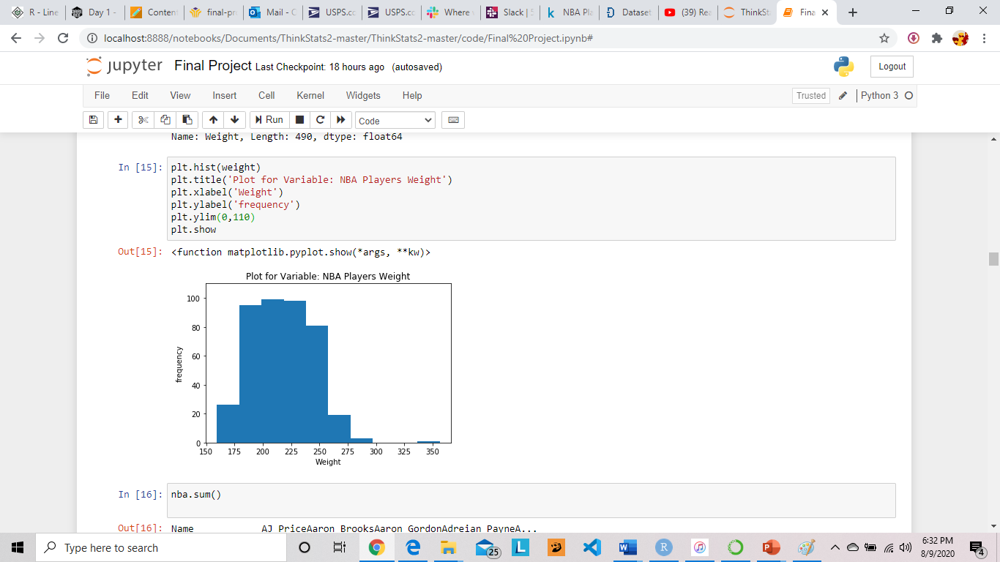 R - Line
Day 1 -
Content
final-pr
Mail - C
USPS.co
USPS.co
Where
Slack | S
NBA Pla
Dataset
(39) Rea
ThinkSt
Fina
localhost:8888/notebooks/Documents/ThinkStats2-master/ThinkStats2-master/code/Final%20Project.ipynb#
jupyter Final Project Last Checkpoint: 18 hours ago (autosaved)
Logout
File Edit View Insert Cell Kernel Widgets Help
Trusted Python 3
Run Code
Name: Weight, Length: 490, dtype: float64
In [15]: plt.hist(weight)
plt.title('Plot for Variable: NBA Players Weight')
plt.xlabel('Weight')
plt.ylabel('frequency')
plt.ylim(0,110)
plt.show
Out[15]: <function matplotlib.pyplot.show(*args, **kw)>
Plot for Variable: NBA Players Weight
100
80
60
40
20
0
frequency
150 175 200 225 250 275 300 325 350
Weight
In [16]: nba.sum()
Out[16]: Name AJ PriceAaron BrooksAaron GordonAdreian PayneA...
Type here to search
25
6:32 PM
8/9/2020
4